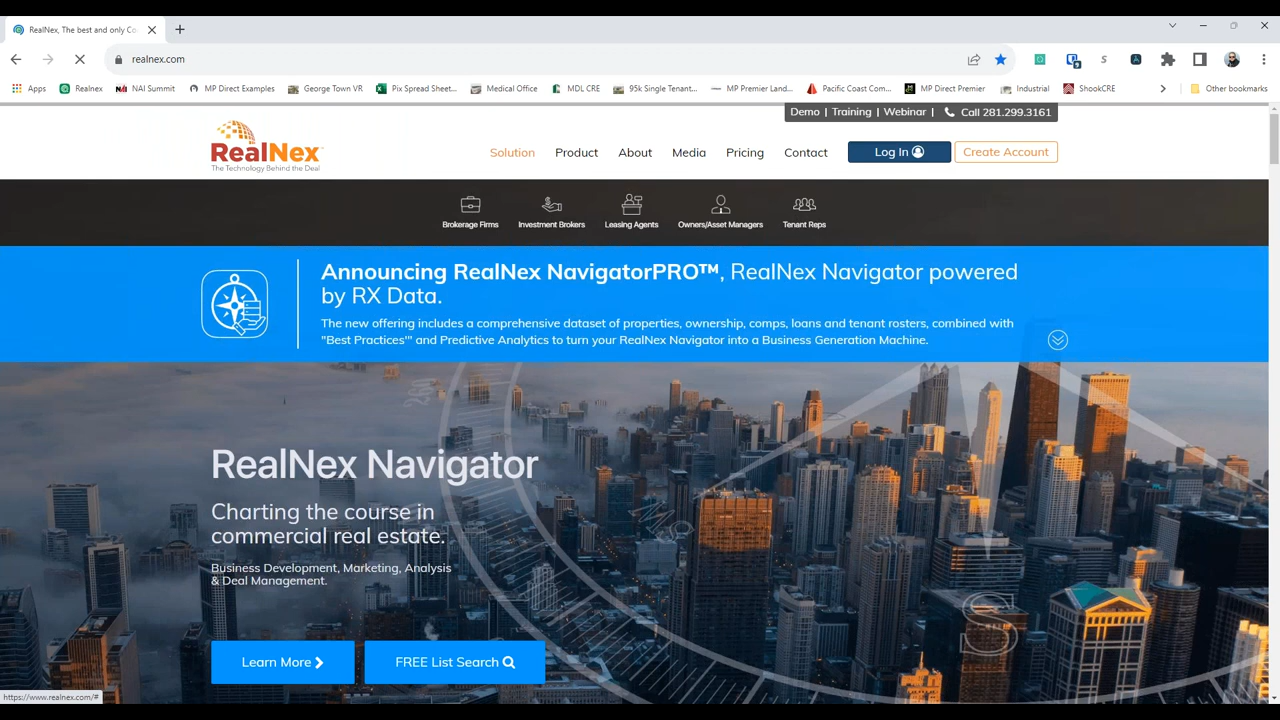 RealNex, The best and only Co
realnex.com
Apps
Realnex
NAI Summit
MP Direct Examples
George Town VR
Pix Spread Sheet...
Medical Office
MDL CRE
95k Single Tenant...
MP Premier Land...
Pacific Coast Com...
MP Direct Premier
Industrial
ShookCRE
Other bookmarks
Demo | Training | Webinar | Call 281.299.3161
RealNex
The Technology Behind the Deal
Solution
Product
About
Media
Pricing
Contact
Log In
Create Account
Brokerage Firms
Investment Brokers
Leasing Agents
Owners/Asset Managers
Tenant Reps
Announcing RealNex NavigatorPRO™, RealNex Navigator powered
by RX Data.
The new offering includes a comprehensive dataset of properties, ownership, comps, loans and tenant rosters, combined with
"Best Practices'" and Predictive Analytics to turn your RealNex Navigator into a Business Generation Machine.
RealNex Navigator
Charting the course in
commercial real estate.
Business Development, Marketing, Analysis
& Deal Management.
S
Learn More
FREE List Search
https://www.realnex.com/#